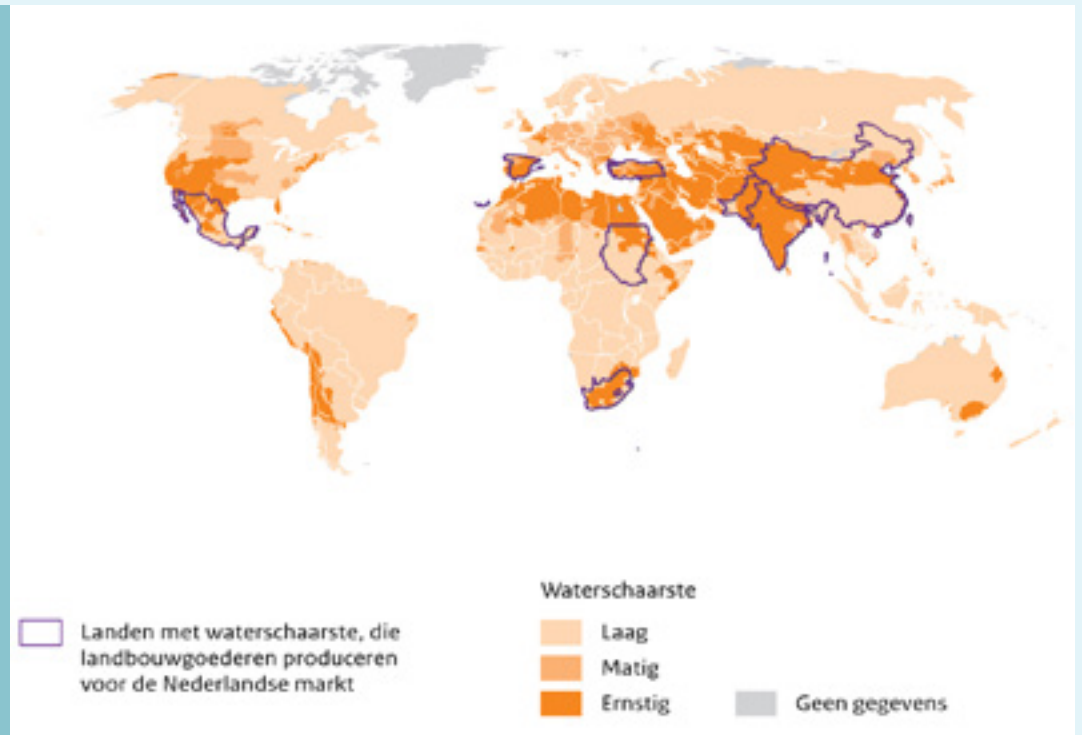 Landen met waterschaarste, die
landbouwgoederen produceren
voor de Nederlandse markt
Waterschaarste
Laag
Matig
Ernstig
Geen gegevens